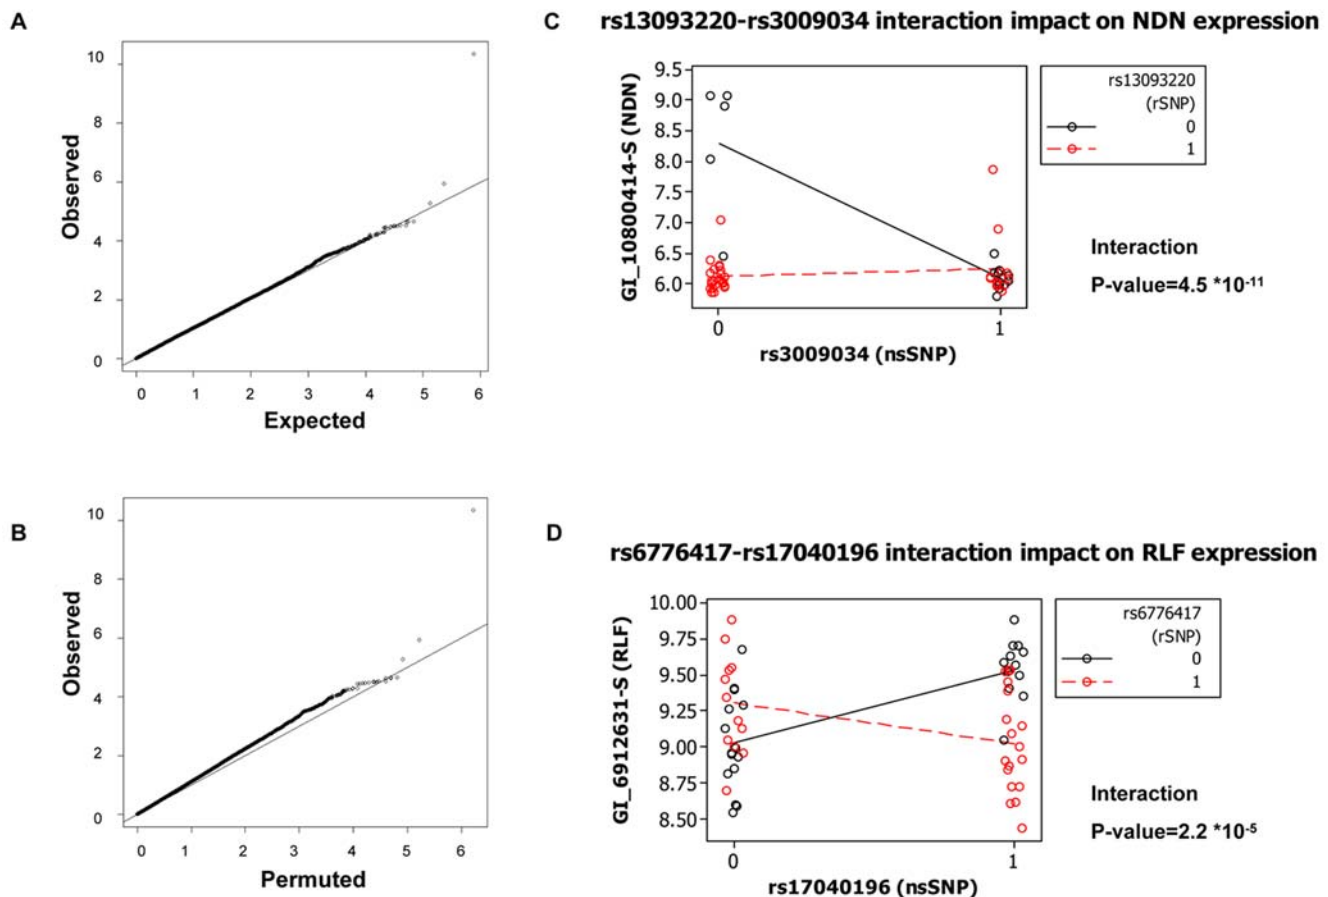 A
10
8
6
4
2
0
Observed
0 1 2 3 4 5 6
Expected
B
10
8
6
4
2
0
Observed
0 1 2 3 4 5 6
Permuted
C
rs13093220-rs3009034 interaction impact on NDN expression
9.5
9.0
8.5
8.0
7.5
7.0
6.5
6.0
GI_10800414-S (NDN)
0 1
rs3009034 (nsSNP)
rs13093220
(rSNP)
0
1
Interaction
P-value=4.5 *10-11
D
rs6776417-rs17040196 interaction impact on RLF expression
10.00
9.75
9.50
9.25
9.00
8.75
8.50
GI_6912631-S (RLF)
0 1
rs17040196 (nsSNP)
rs6776417
(rSNP)
0
1
Interaction
P-value=2.2 *10-5